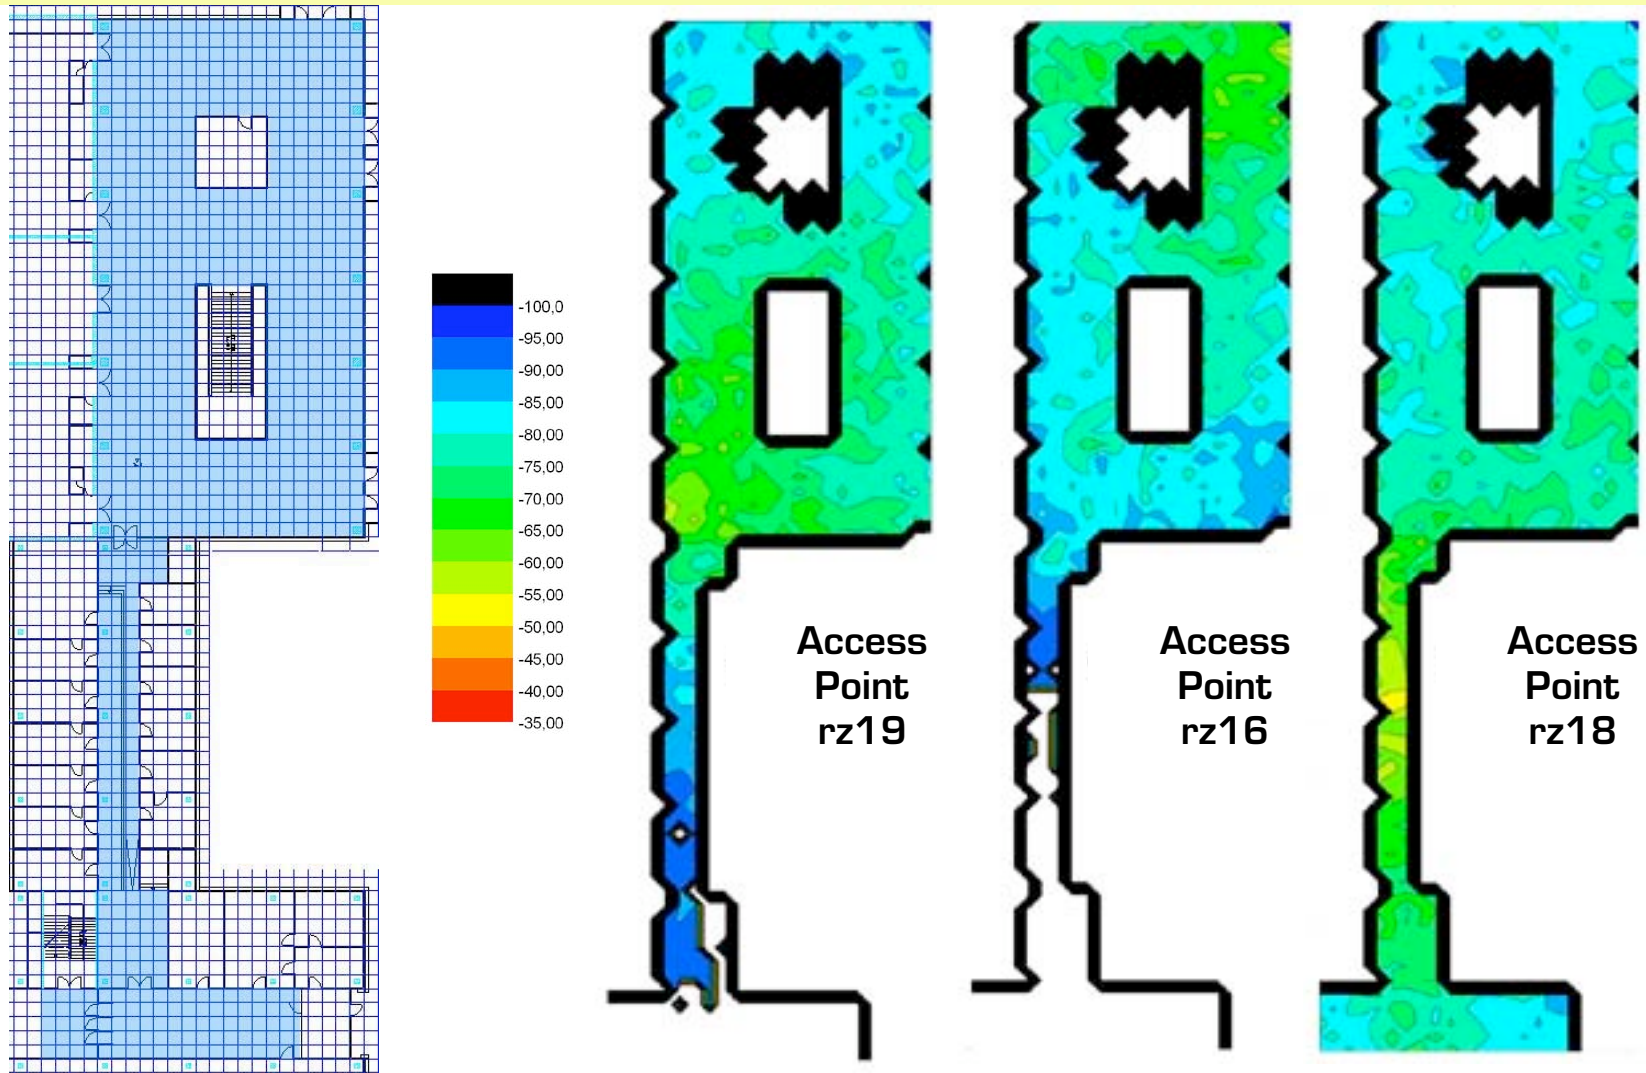 -100,0
-95,00
-90,00
-85,00
-80,00
-75,00
-70,00
-65,00
-60,00
-55,00
-50,00
-45,00
-40,00
-35,00
Access
Point
rz19
Access
Point
rz16
Access
Point
rz18